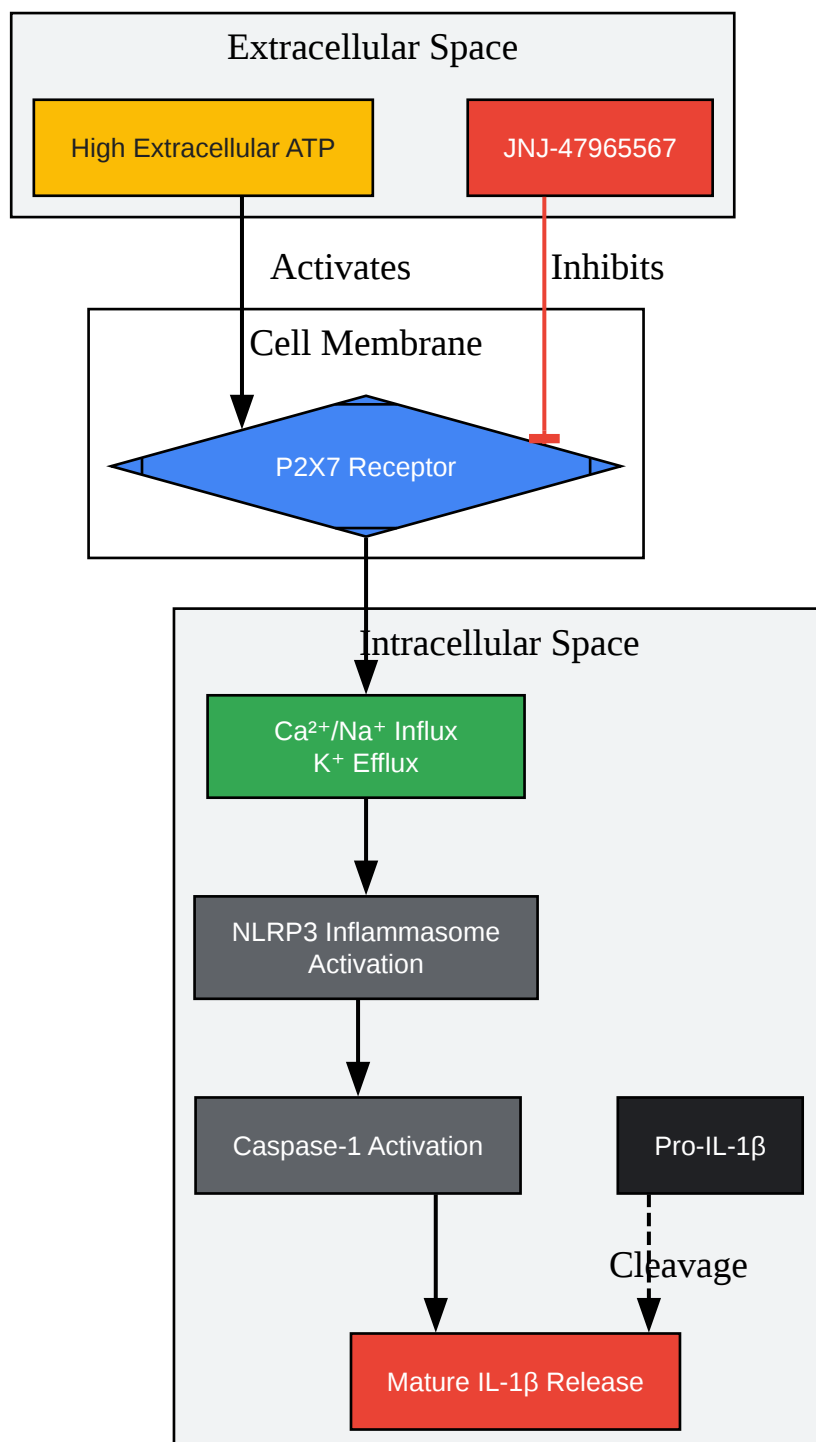 Extracellular Space
High Extracellular ATP
JNJ-47965567
Activates
Inhibits
Cell Membrane
P2X7 Receptor
Intracellular Space
Ca²⁺/Na⁺ Influx
K⁺ Efflux
NLRP3 Inflammasome
Activation
Caspase-1 Activation
Pro-IL-1β
Cleavage
Mature IL-1β Release